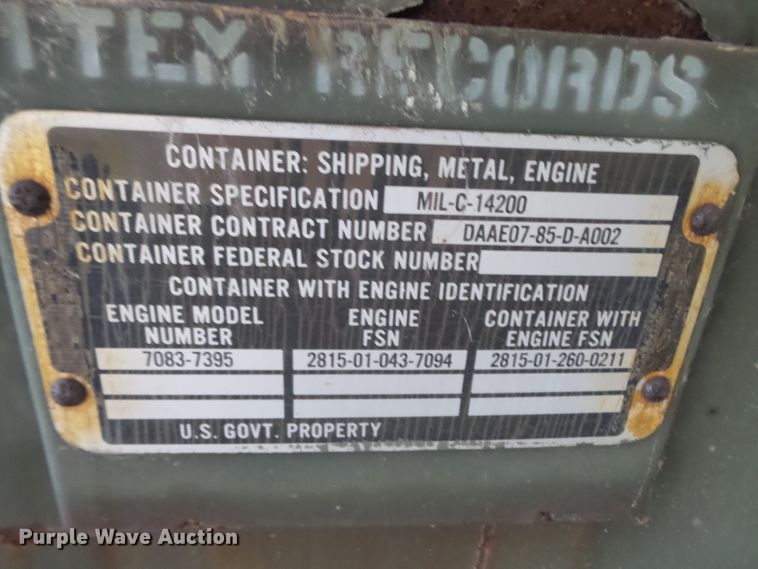 ITEM RECORDS
CONTAINER: SHIPPING, METAL, ENGINE
CONTAINER SPECIFICATION MIL-C-14200
CONTAINER CONTRACT NUMBER DAAE07-85-D-A002
CONTAINER FEDERAL STOCK NUMBER
CONTAINER WITH ENGINE IDENTIFICATION
ENGINE MODEL NUMBER
ENGINE FSN
CONTAINER WITH ENGINE FSN
7083-7395 2815-01-043-7094 2815-01-260-0211
U.S. GOVT. PROPERTY
Purple Wave Auction